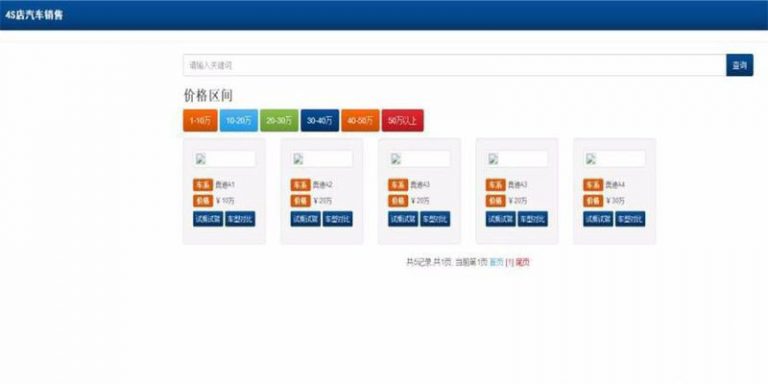 4S店汽车销售
请输入关键词
查询
价格区间
1-10万 10-20万 20-30万 30-40万 40-50万 50万以上
车系 奥迪A1 车系 奥迪A2 车系 奥迪A3 车系 奥迪A3 车系 奥迪A4
价格 ¥ 10万 价格 ¥ 20万 价格 ¥ 20万 价格 ¥ 20万 价格 ¥ 30万
试乘试驾 车型对比 试乘试驾 车型对比 试乘试驾 车型对比 试乘试驾 车型对比 试乘试驾 车型对比
共5记录,共1页, 当前第1页 首页 [1] 尾页